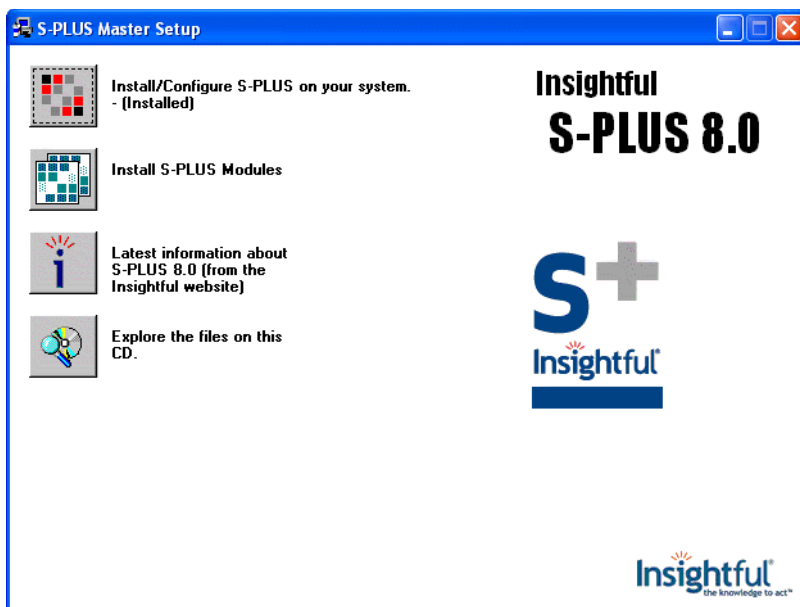 S-PLUS Master Setup
Install/Configure S-PLUS on your system.
- (Installed)
Install S-PLUS Modules
Latest information about
S-PLUS 8.0 (from the
Insightful website)
Explore the files on this
CD.
Insightful
S-PLUS 8.0
S+
Insightful®
Insightful®
the knowledge to act™